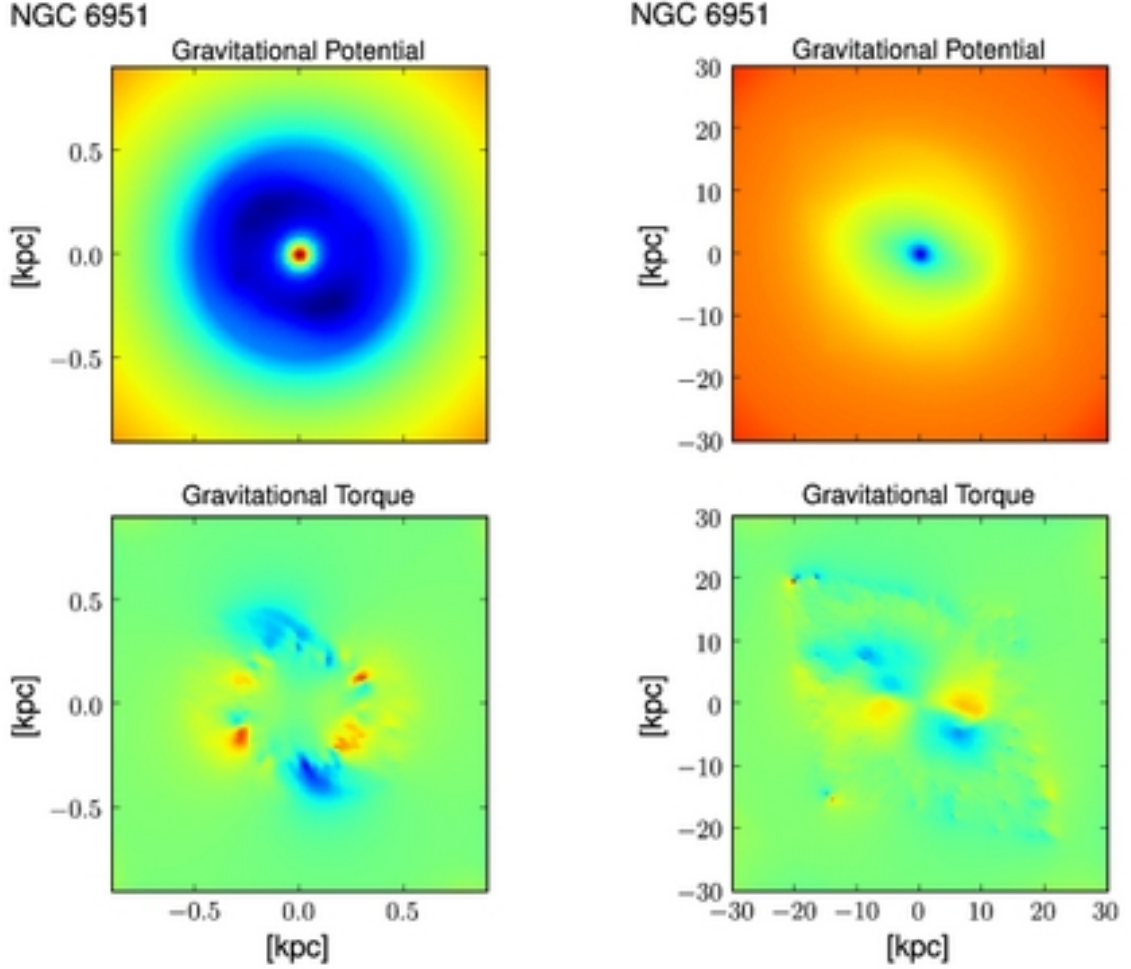 NGC 6951
Gravitational Potential
0.5
0.0
−0.5
[kpc]
NGC 6951
Gravitational Potential
30
20
10
0
−10
−20
−30
[kpc]
Gravitational Torque
0.5
0.0
−0.5
[kpc]
−0.5 0.0 0.5
[kpc]
Gravitational Torque
30
20
10
0
−10
−20
−30
[kpc]
−30 −20 −10 0 10 20 30
[kpc]